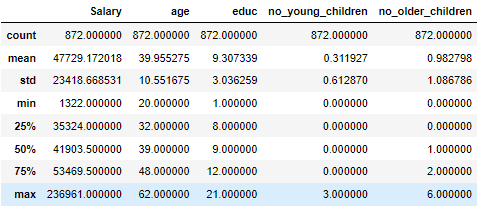 Salary age educ no_young_children no_older_children
count 872.000000 872.000000 872.000000 872.000000 872.000000
mean 47729.172018 39.955275 9.307339 0.311927 0.982798
std 23418.668531 10.551675 3.036259 0.612870 1.086786
min 1322.000000 20.000000 1.000000 0.000000 0.000000
25% 35324.000000 32.000000 8.000000 0.000000 0.000000
50% 41903.500000 39.000000 9.000000 0.000000 1.000000
75% 53469.500000 48.000000 12.000000 0.000000 2.000000
max 236961.000000 62.000000 21.000000 3.000000 6.000000